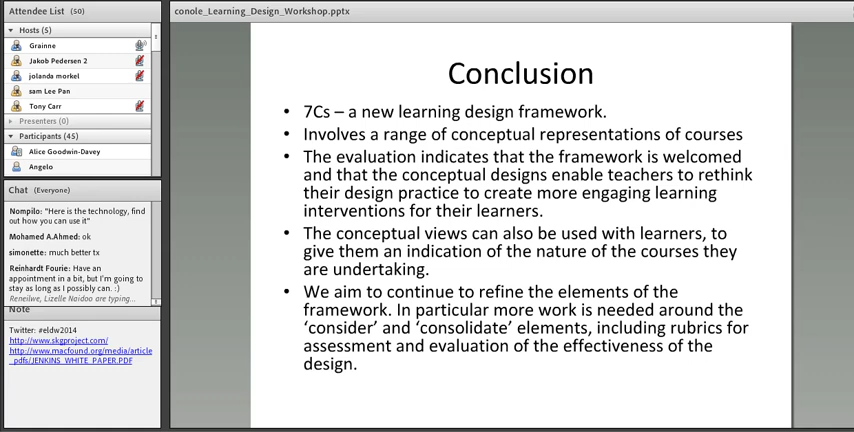 Attendee List (50)
Hosts (5)
Grainne
Jakob Pedersen 2
jolanda morkel
sam Lee Pan
Tony Carr
Presenters (0)
Participants (45)
Alice Goodwin-Davey
Angelo
Chat (Everyone)
Nompilo: "Here is the technology, find
out how you can use it"
Mohamed A.Ahmed: ok
simonette: much better tx
Reinhardt Fourie: Have an
appointment in a bit, but I'm going to
stay as long as I possibly can. :)
Reneilwe, Lizelle Naidoo are typing...
Note
Twitter: #eldw2014
http://www.skgproject.com/
http://www.macfound.org/media/article
_pdfs/JENKINS_WHITE_PAPER.PDF
conole_Learning_Design_Workshop.pptx
Conclusion
• 7Cs – a new learning design framework.
• Involves a range of conceptual representations of courses
• The evaluation indicates that the framework is welcomed
and that the conceptual designs enable teachers to rethink
their design practice to create more engaging learning
interventions for their learners.
• The conceptual views can also be used with learners, to
give them an indication of the nature of the courses they
are undertaking.
• We aim to continue to refine the elements of the
framework. In particular more work is needed around the
‘consider’ and ‘consolidate’ elements, including rubrics for
assessment and evaluation of the effectiveness of the
design.